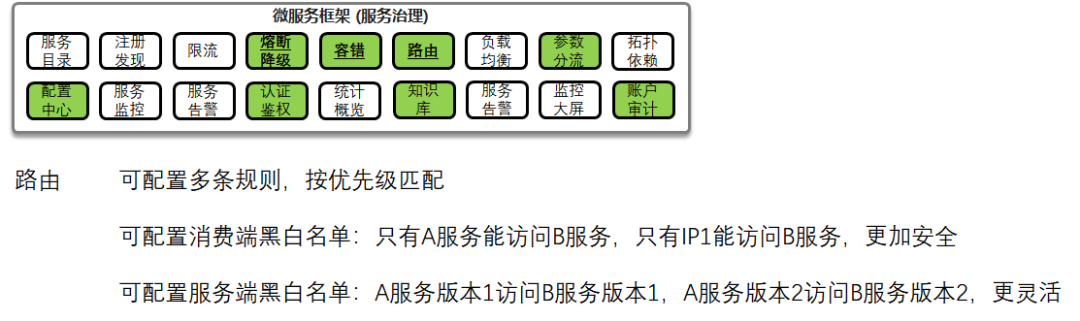 微服务框架 (服务治理)
服务目录 注册发现 限流 熔断降级 容错 路由 负载均衡 参数分流 拓扑依赖
配置中心 服务监控 服务告警 认证鉴权 统计概览 知识库 服务告警 监控大屏 账户审计
路由 可配置多条规则，按优先级匹配
可配置消费端黑白名单：只有A服务能访问B服务，只有IP1能访问B服务，更加安全
可配置服务端黑白名单：A服务版本1访问B服务版本1，A服务版本2访问B服务版本2，更灵活